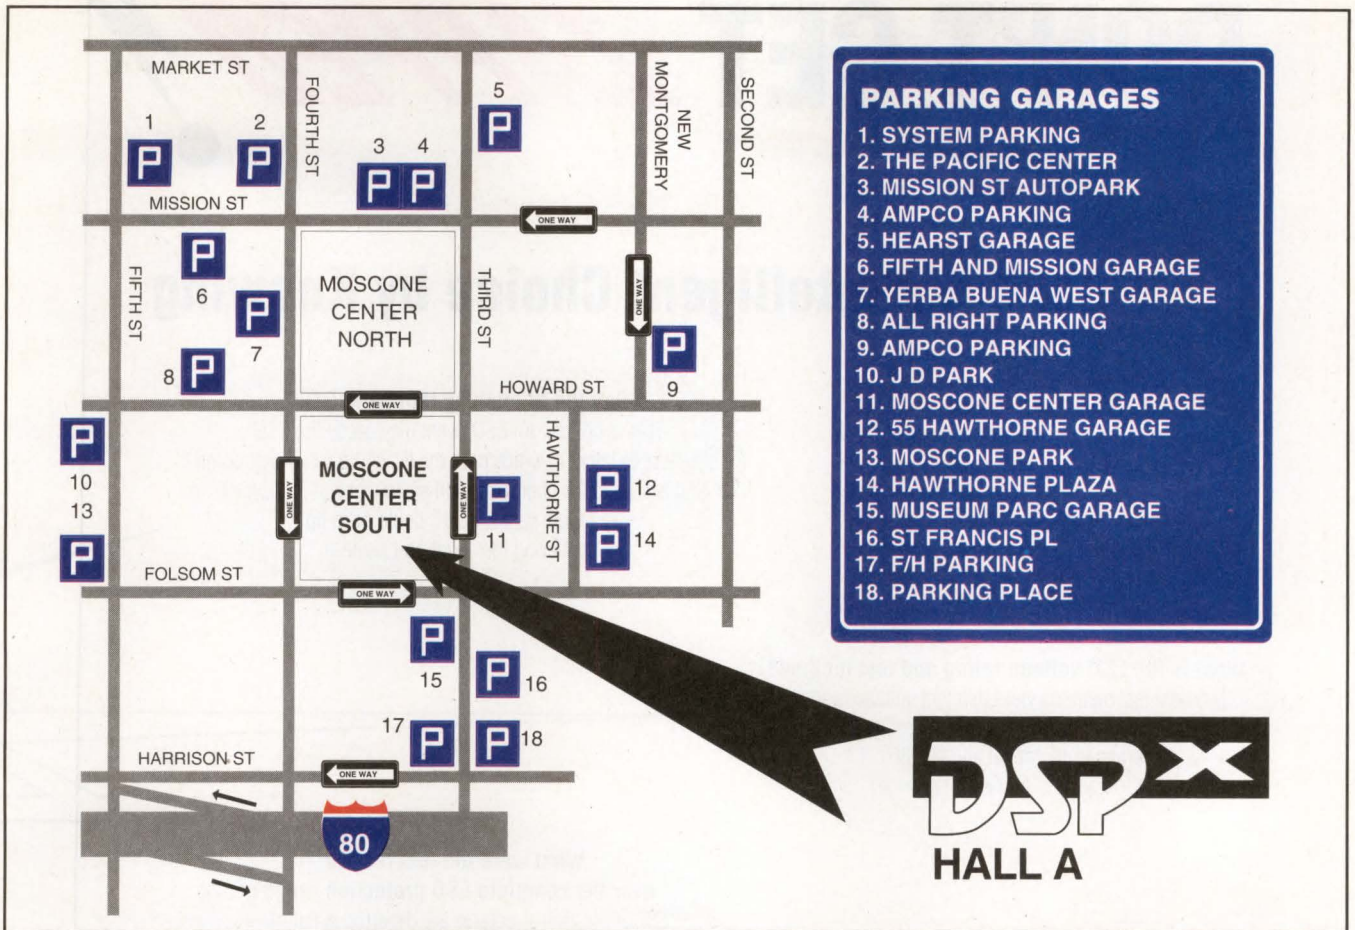 MARKET ST
FOURTH ST
NEW
MONTGOMERY
SECOND ST
1
P
2
P
3
P
4
P
5
P
MISSION ST
ONE WAY
FIFTH ST
P
6
P
7
8 P
MOSCONE
CENTER
NORTH
THIRD ST
ONE WAY
P
9
HOWARD ST
ONE WAY
P
10
13
P
ONE WAY
MOSCONE
CENTER
SOUTH
ONE WAY
P
11
HAWTHORNE ST
P 12
P 14
FOLSOM ST
ONE WAY
P
15
P 16
17 P
P 18
HARRISON ST
ONE WAY
80
PARKING GARAGES
1. SYSTEM PARKING
2. THE PACIFIC CENTER
3. MISSION ST AUTOPARK
4. AMPCO PARKING
5. HEARST GARAGE
6. FIFTH AND MISSION GARAGE
7. YERBA BUENA WEST GARAGE
8. ALL RIGHT PARKING
9. AMPCO PARKING
10. J D PARK
11. MOSCONE CENTER GARAGE
12. 55 HAWTHORNE GARAGE
13. MOSCONE PARK
14. HAWTHORNE PLAZA
15. MUSEUM PARC GARAGE
16. ST FRANCIS PL
17. F/H PARKING
18. PARKING PLACE
DSPX
HALL A